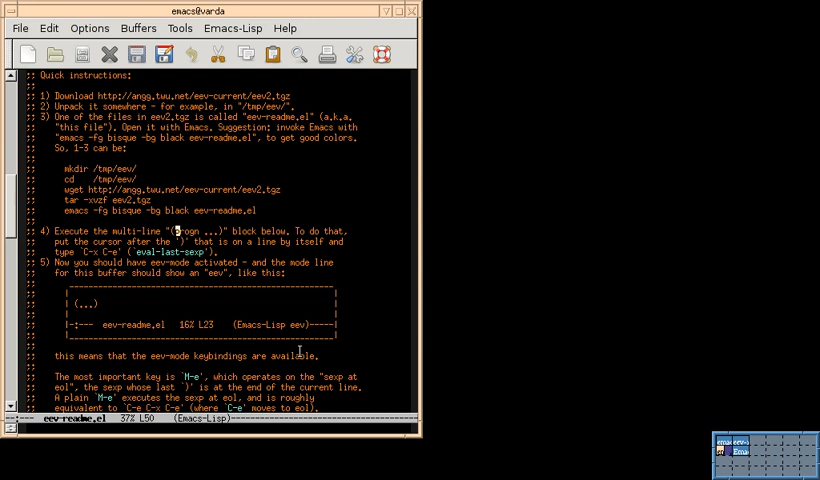 emacs@varda
File Edit Options Buffers Tools Emacs-Lisp Help
;; Quick instructions:
;;
;; 1) Download http://angg.twu.net/eev-current/eev2.tgz
;; 2) Unpack it somewhere - for example, in "/tmp/eev/".
;; 3) One of the files in eev2.tgz is called "eev-readme.el" (a.k.a.
;; "this file"). Open it with Emacs. Suggestion: invoke Emacs with
;; "emacs -fg bisque -bg black eev-readme.el", to get good colors.
;; So, 1-3 can be:
;;
;; mkdir /tmp/eev/
;; cd /tmp/eev/
;; wget http://angg.twu.net/eev-current/eev2.tgz
;; tar -xvzf eev2.tgz
;; emacs -fg bisque -bg black eev-readme.el
;;
;; 4) Execute the multi-line "(progn ...)" block below. To do that,
;; put the cursor after the ')' that is on a line by itself and
;; type `C-x C-e' (`eval-last-sexp').
;; 5) Now you should have eev-mode activated - and the mode line
;; for this buffer should show an "eev", like this:
;;
;;
;; (...)
;;
;; |-:--- eev-readme.el 16% L23 (Emacs-Lisp eev)-----|
;;
;;
;; this means that the eev-mode keybindings are available.
;;
;; The most important key is `M-e', which operates on the "sexp at
;; eol", the sexp whose last `)' is at the end of the current line.
;; A plain `M-e' executes the sexp at eol, and is roughly
;; equivalent to `C-e C-x C-e' (where `C-e' moves to eol).
--:--- eev-readme.el 37% L50 (Emacs-Lisp)